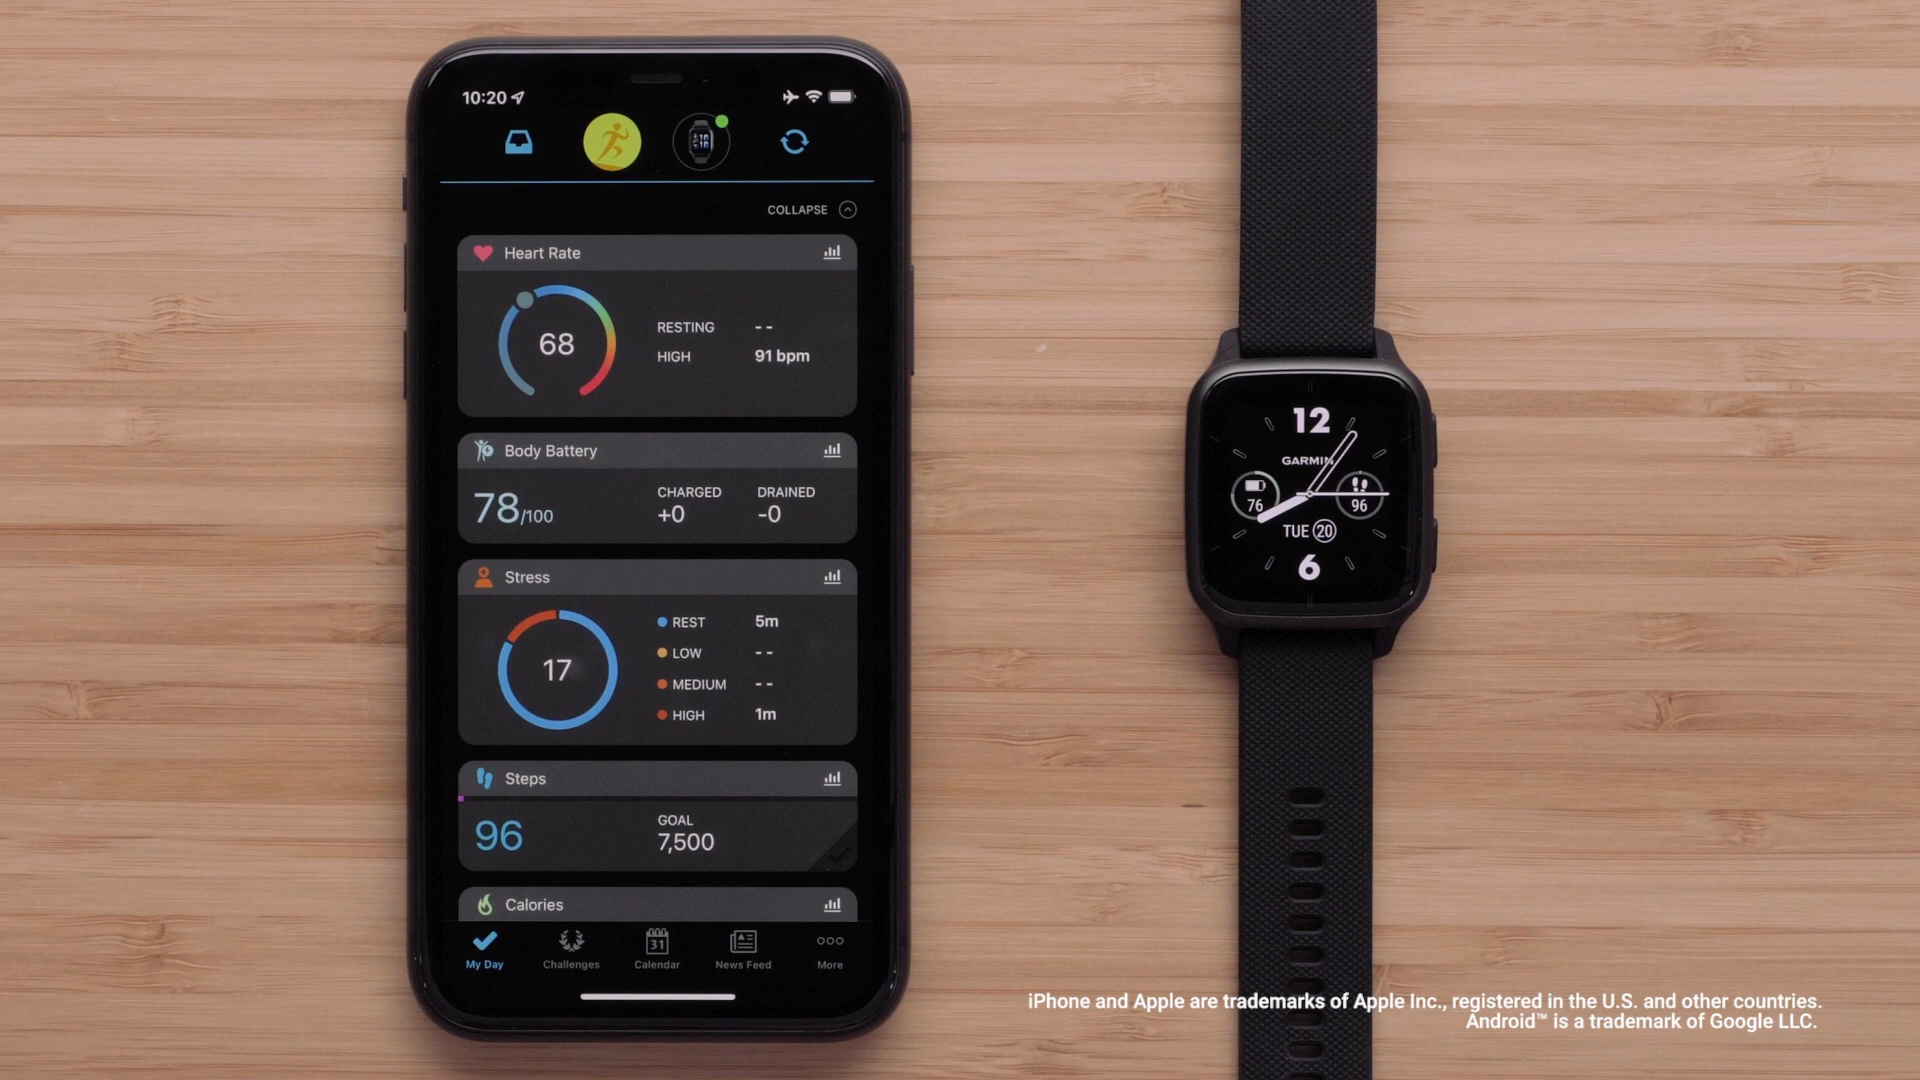 10:20
COLLAPSE
Heart Rate
68
RESTING --
HIGH 91 bpm
Body Battery
78/100
CHARGED DRAINED
+0 -0
Stress
17
REST 5m
LOW --
MEDIUM --
HIGH 1m
Steps
96
GOAL
7,500
Calories
31
My Day Challenges Calendar News Feed More
12
GARMIN
76 96
TUE 20
6
iPhone and Apple are trademarks of Apple Inc., registered in the U.S. and other countries.
Android™ is a trademark of Google LLC.